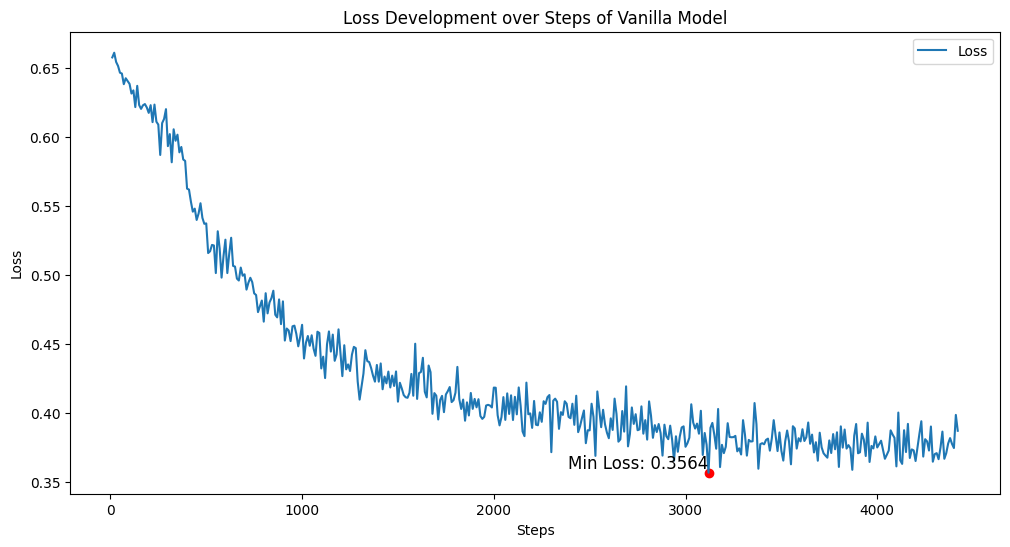 Loss Development over Steps of Vanilla Model
Loss
0.65
0.60
0.55
0.50
0.45
0.40
0.35
Loss
Min Loss: 0.3564
0
1000
2000
3000
4000
Steps